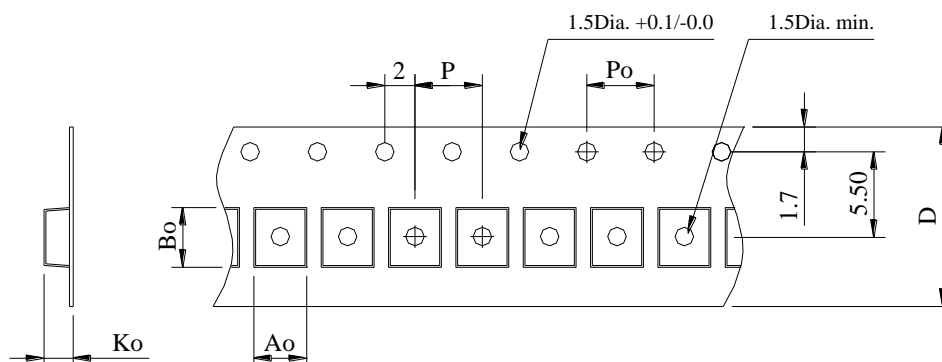 1.5Dia. +0.1/-0.0
1.5Dia. min.
2
P
Po
1.7
5.50
D
Bo
Ko
Ao